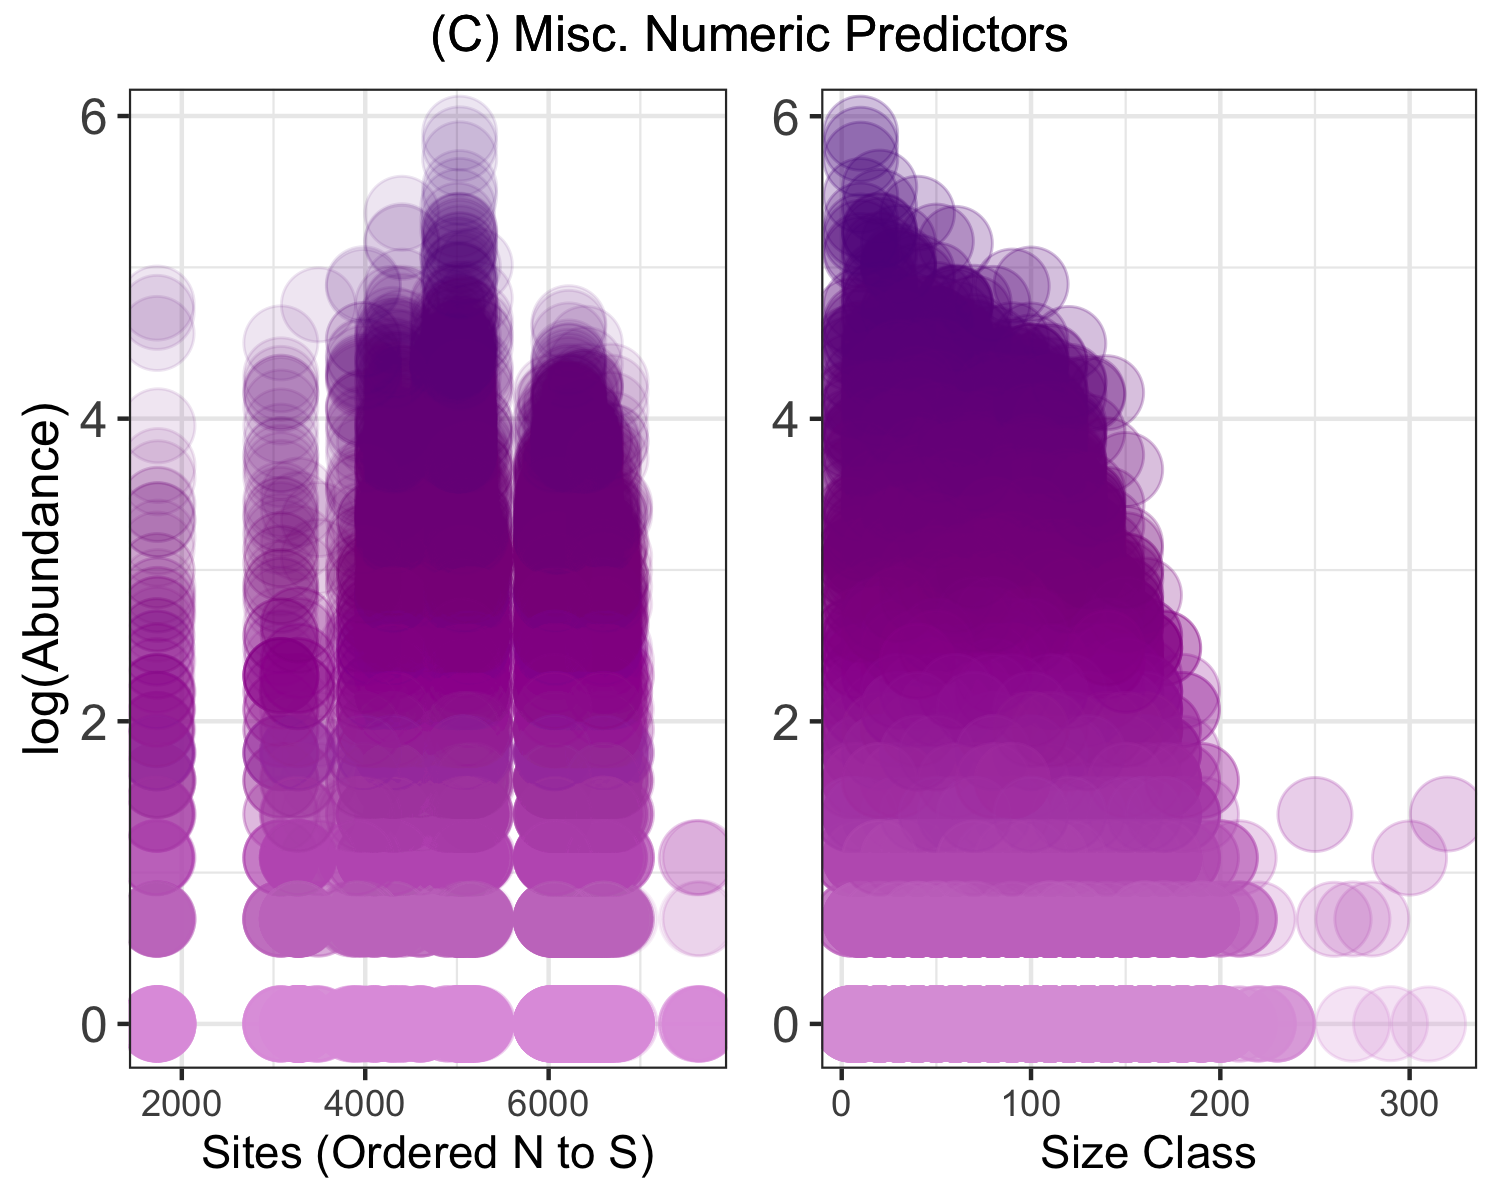 (C) Misc. Numeric Predictors
log(Abundance)
6
4
2
0
2000 4000 6000
Sites (Ordered N to S)
6
4
2
0
0 100 200 300
Size Class